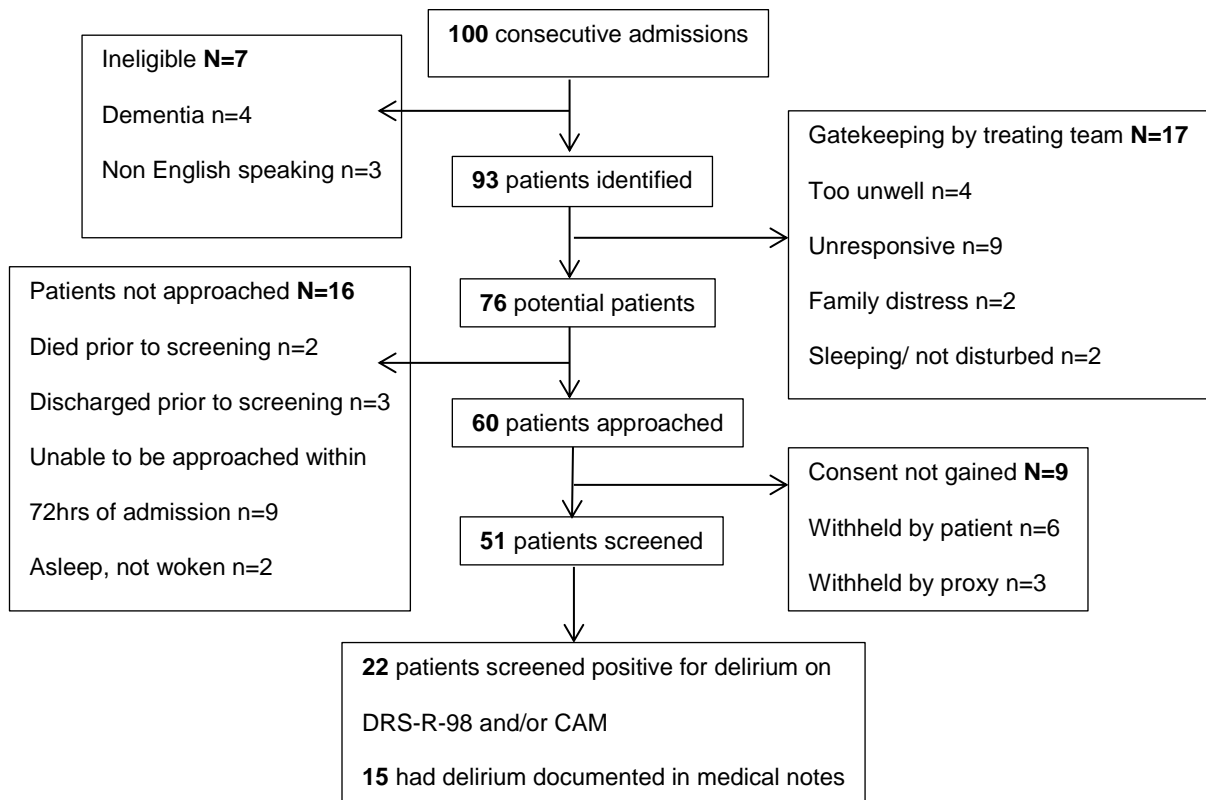 100 consecutive admissions
Ineligible N=7
Dementia n=4
Non English speaking n=3
93 patients identified
Gatekeeping by treating team N=17
Too unwell n=4
Unresponsive n=9
Family distress n=2
Sleeping/ not disturbed n=2
76 potential patients
Patients not approached N=16
Died prior to screening n=2
Discharged prior to screening n=3
Unable to be approached within
72hrs of admission n=9
Asleep, not woken n=2
60 patients approached
Consent not gained N=9
Withheld by patient n=6
Withheld by proxy n=3
51 patients screened
22 patients screened positive for delirium on
DRS-R-98 and/or CAM
15 had delirium documented in medical notes